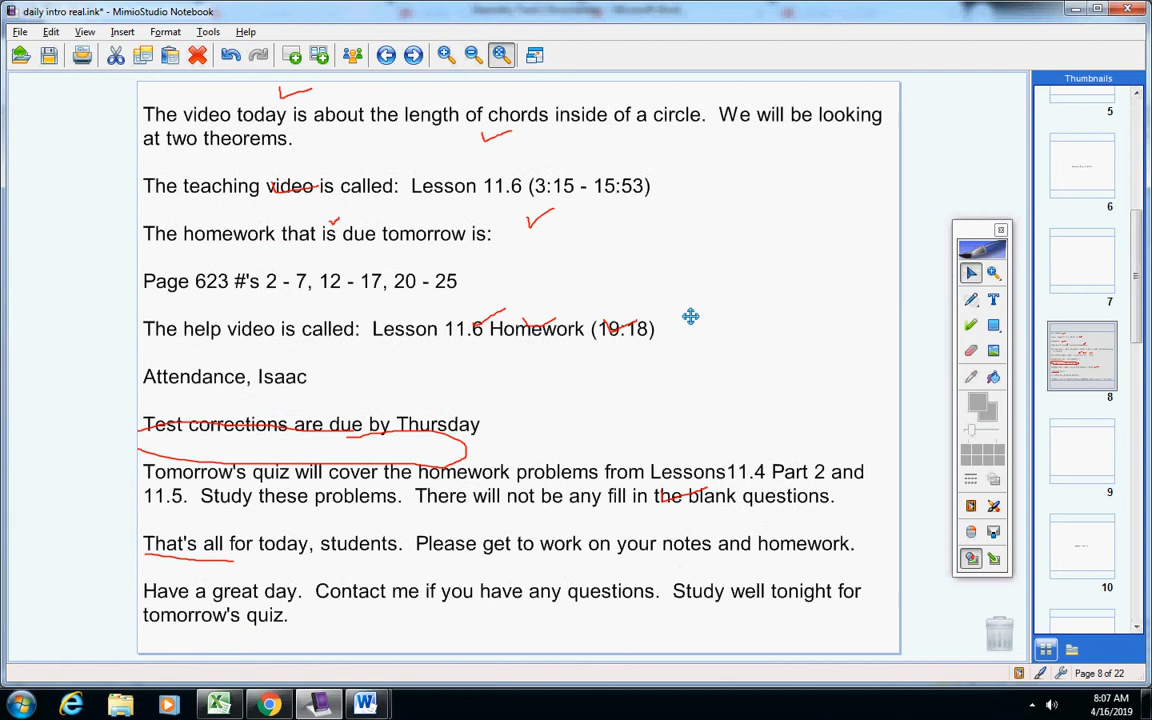 daily intro real.ink* - MimioStudio Notebook
File Edit View Insert Format Tools Help
The video today is about the length of chords inside of a circle. We will be looking
at two theorems.
The teaching video is called: Lesson 11.6 (3:15 - 15:53)
The homework that is due tomorrow is:
Page 623 #'s 2 - 7, 12 - 17, 20 - 25
The help video is called: Lesson 11.6 Homework (19:18)
Attendance, Isaac
Test corrections are due by Thursday
Tomorrow's quiz will cover the homework problems from Lessons11.4 Part 2 and
11.5. Study these problems. There will not be any fill in the blank questions.
That's all for today, students. Please get to work on your notes and homework.
Have a great day. Contact me if you have any questions. Study well tonight for
tomorrow's quiz.
Thumbnails
5
6
7
8
9
10
Page 8 of 22
8:07 AM
4/16/2019